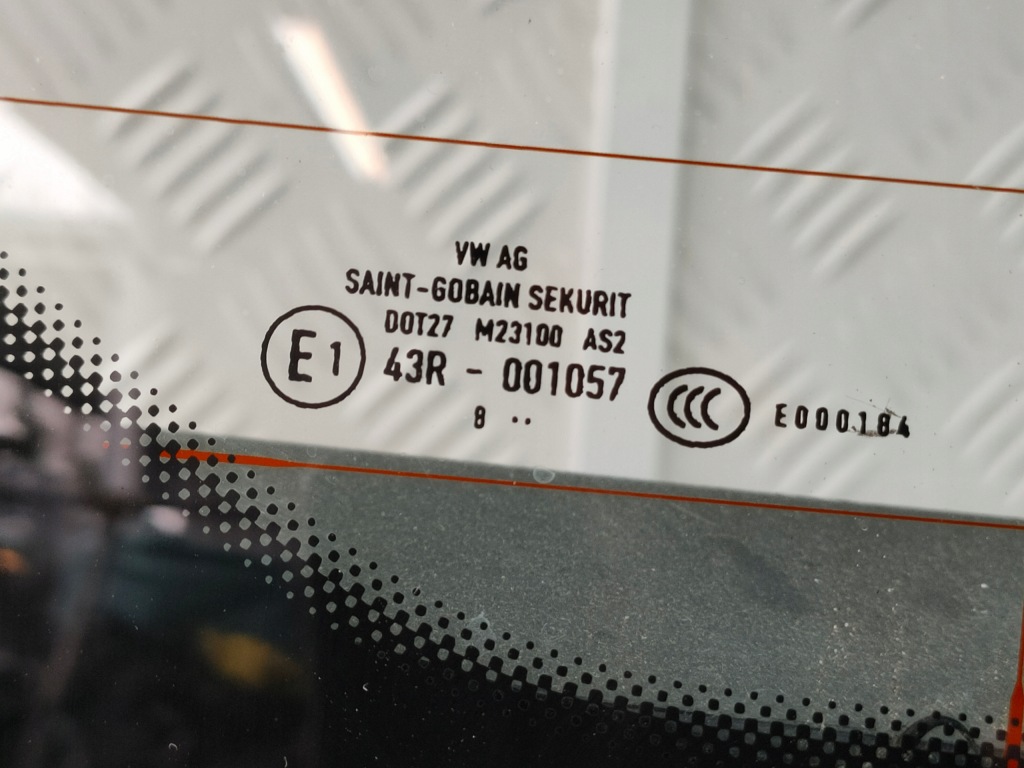 VW AG
SAINT-GOBAIN SEKURIT
DOT27 M23100 AS2
E1 43R - 001057
CCC E000184
8 ..